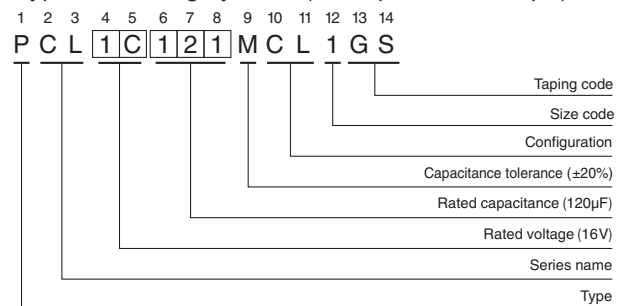 1 2 3 4 5 6 7 8 9 10 11 12 13 14
P C L 1 C 1 2 1 M C L 1 G S
Taping code
Size code
Configuration
Capacitance tolerance (±20%)
Rated capacitance (120µF)
Rated voltage (16V)
Series name
Type